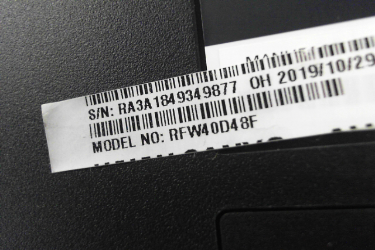 S/N: RA3A1849349877 OH 2019/10/29
MODEL NO: RFW40D48F